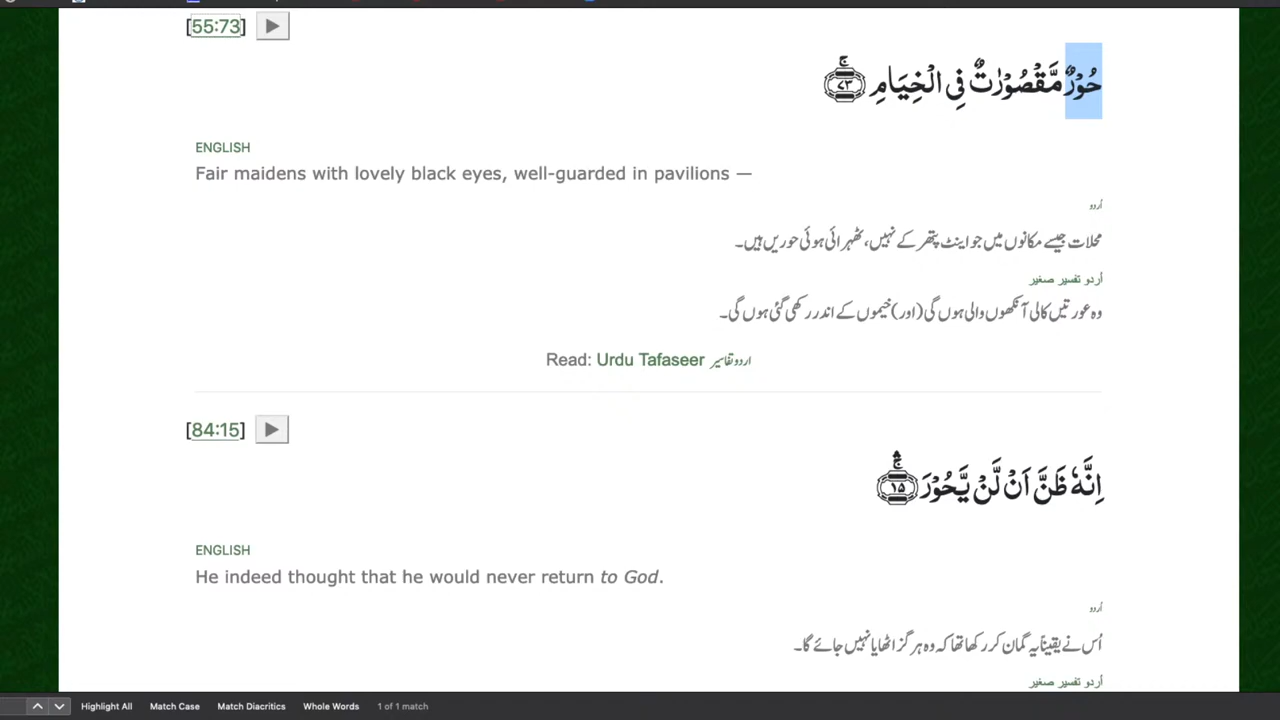 [55:73]
حُوۡرٌ مَّقۡصُوۡرٰتٌ فِی الۡخِیَامِ ﴿ۚ۷۳﴾
ENGLISH
Fair maidens with lovely black eyes, well-guarded in pavilions —
اُردو
محلات جیسے مکانوں میں جو اینٹ پتھر کے نہیں، ٹھہرائی ہوئی حوریں ہیں۔
اُردو تفسیر صغیر
وہ عورتیں کالی آنکھوں والی ہوں گی (اور) خیموں کے اندر رکھی گئی ہوں گی۔
Read: Urdu Tafaseer اردو تفاسیر
[84:15]
اِنَّہٗ ظَنَّ اَنۡ لَّنۡ یَّحُوۡرَ ﴿ۚۛ۱۵﴾
ENGLISH
He indeed thought that he would never return to God.
اُردو
اُس نے یقیناً یہ گمان کر رکھا تھا کہ وہ ہرگز اٹھایا نہیں جائے گا۔
اُردو تفسیر صغیر
Highlight All Match Case Match Diacritics Whole Words 1 of 1 match